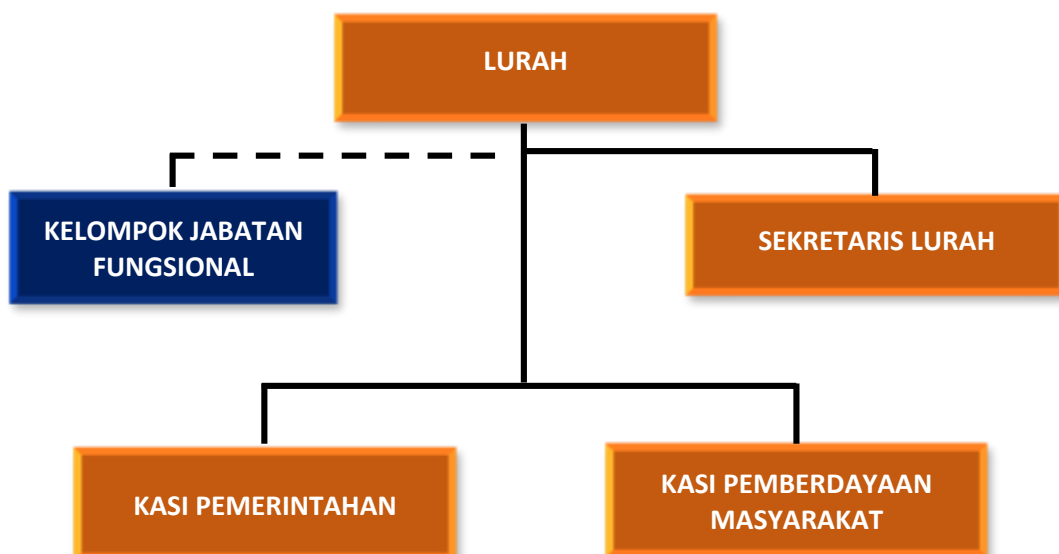 LURAH
KELOMPOK JABATAN
FUNGSIONAL
SEKRETARIS LURAH
KASI PEMERINTAHAN
KASI PEMBERDAYAAN
MASYARAKAT